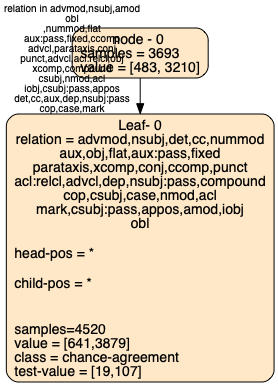 relation in advmod,nsubj,amod
obl
,nummod,flat
aux:pass,fixed,ccomp
advcl,parataxis,conj
punct,advcl,acl:relcl,obj
xcomp,compound
csubj,nmod,acl
iobj,csubj:pass,appos
det,cc,aux,dep,nsubj:pass
cop,case,mark
node - 0
samples = 3693
value = [483, 3210]
Leaf- 0
relation = advmod,nsubj,det,cc,nummod
aux,obj,flat,aux:pass,fixed
parataxis,xcomp,conj,ccomp,punct
acl:relcl,advcl,dep,nsubj:pass,compound
cop,csubj,case,nmod,acl
mark,csubj:pass,appos,amod,iobj
obl
head-pos = *
child-pos = *
samples=4520
value = [641,3879]
class = chance-agreement
test-value = [19,107]